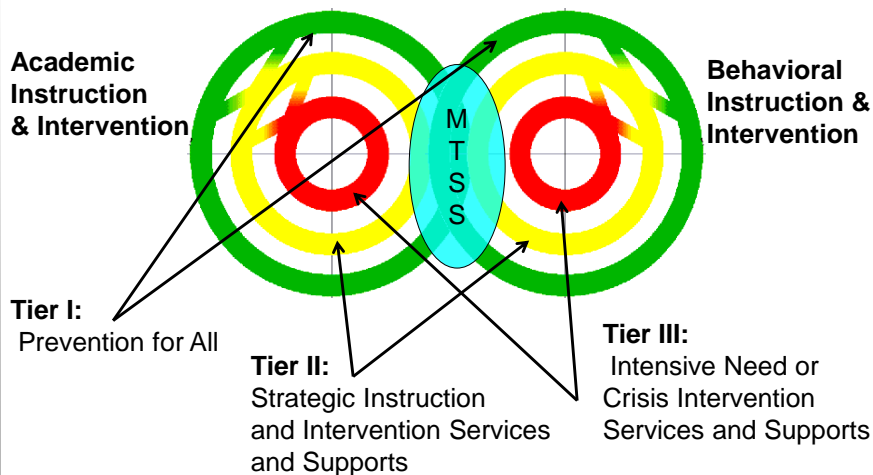 Academic
Instruction
& Intervention
Behavioral
Instruction &
Intervention
M
T
S
S
Tier I:
Prevention for All
Tier II:
Strategic Instruction
and Intervention Services
and Supports
Tier III:
Intensive Need or
Crisis Intervention
Services and Supports